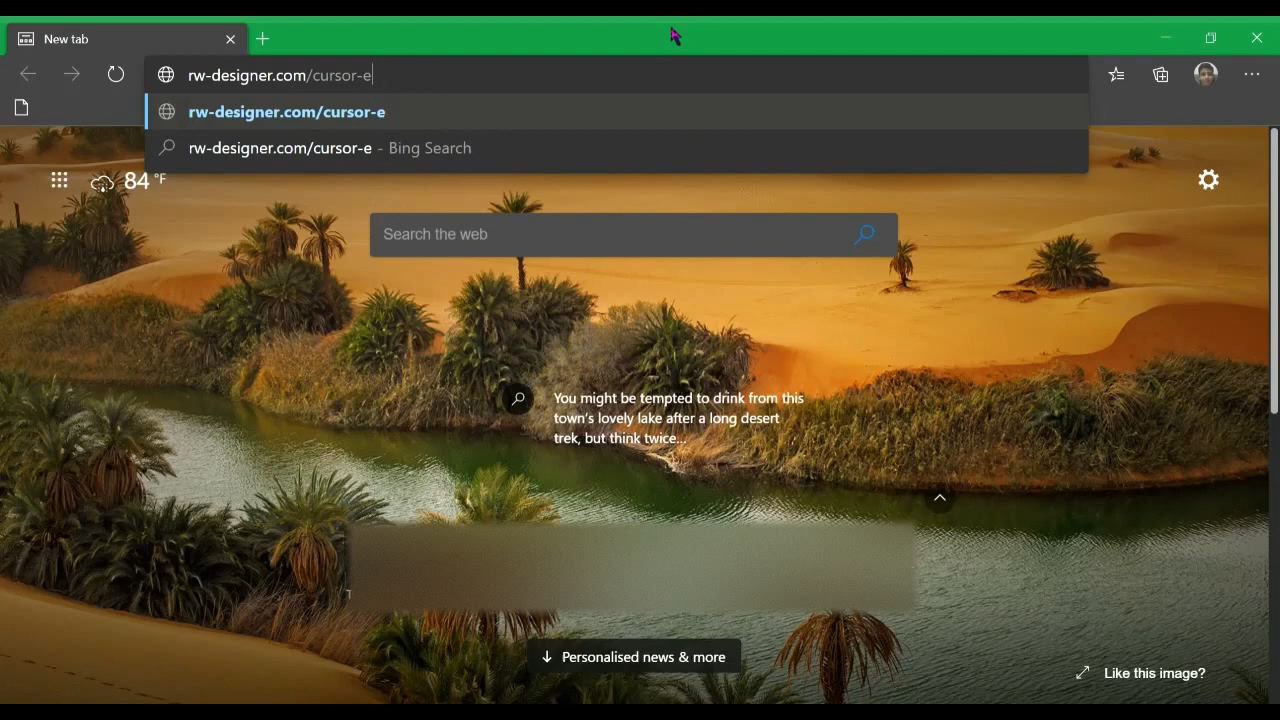 New tab
rw-designer.com/cursor-e
rw-designer.com/cursor-e
rw-designer.com/cursor-e - Bing Search
84 °F
Search the web
You might be tempted to drink from this
town's lovely lake after a long desert
trek, but think twice...
T
Personalised news & more
Like this image?